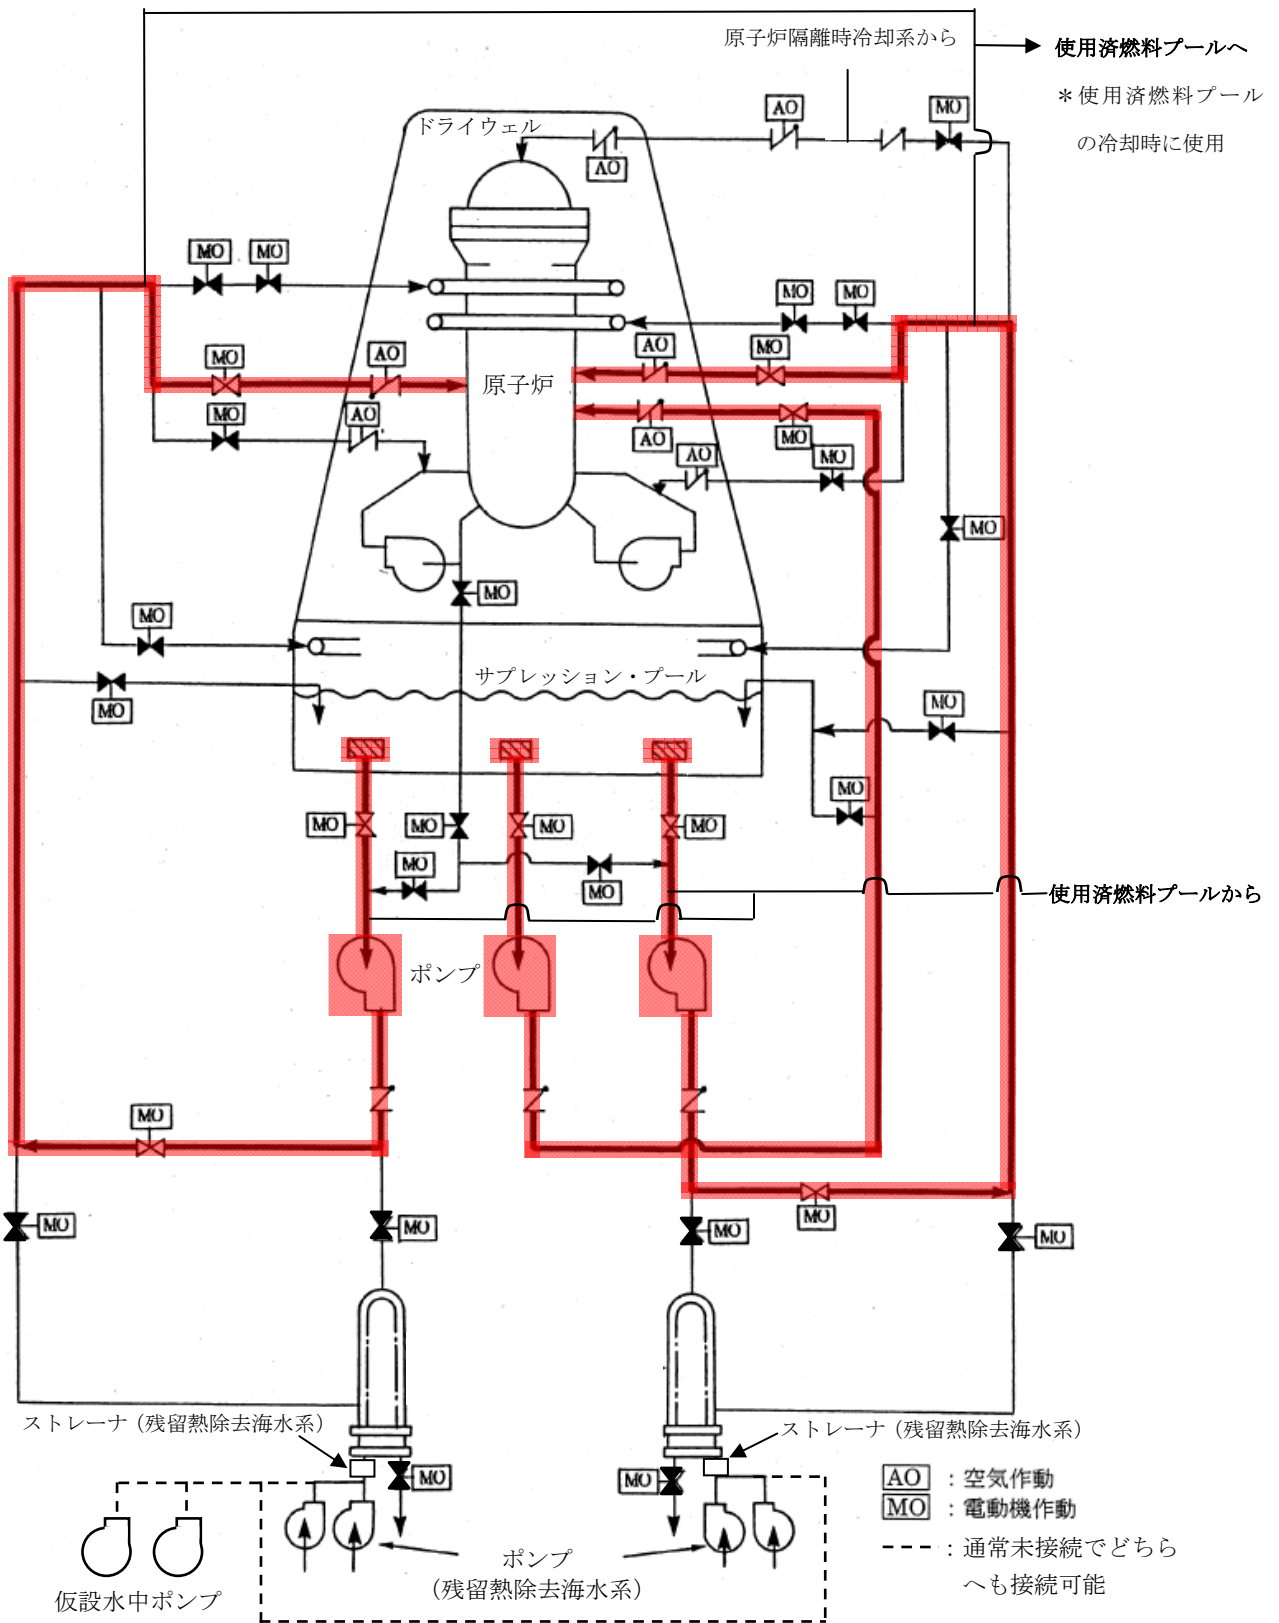 原子炉隔離時冷却系から
使用済燃料プールへ
＊使用済燃料プール
の冷却時に使用
AO
MO
ドライウェル
AO
MO
MO
MO
MO
AO
MO
MO
AO
原子炉
MO
AO
AO
MO
AO
MO
MO
MO
MO
MO
サプレッション・プール
MO
MO
MO
MO
MO
MO
MO
MO
MO
使用済燃料プールから
ポンプ
MO
MO
MO
MO
MO
MO
ストレーナ（残留熱除去海水系）
ストレーナ（残留熱除去海水系）
MO
MO
AO ：空気作動
MO ：電動機作動
：通常未接続でどちら
へも接続可能
ポンプ
（残留熱除去海水系）
仮設水中ポンプ